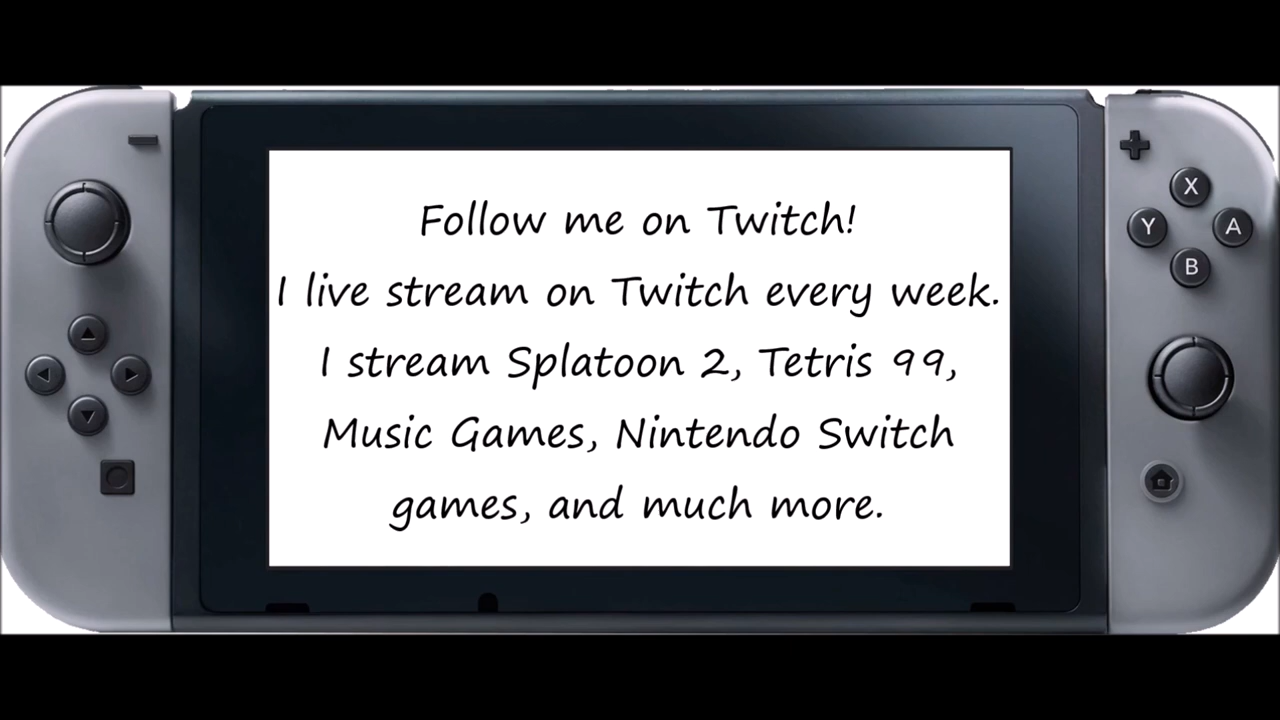 Follow me on Twitch!
I live stream on Twitch every week.
I stream Splatoon 2, Tetris 99,
Music Games, Nintendo Switch
games, and much more.
X
Y A
B